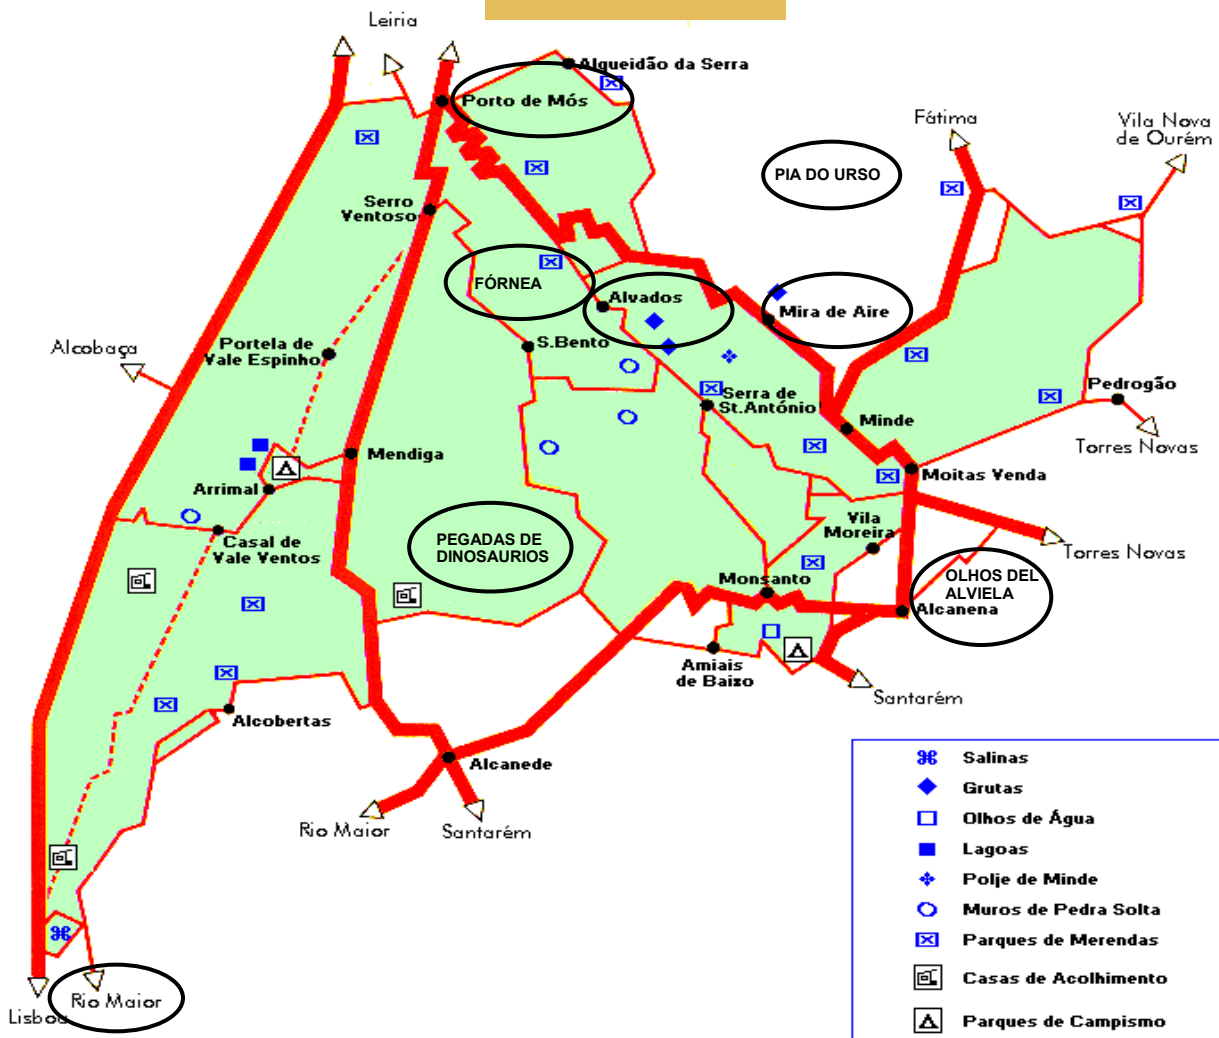 Leiria
Alqueidão da Serra
Porto de Mós
Fátima
Vila Nova
de Ourém
PIA DO URSO
Serro
Ventoso
FÓRNEA
Alvados
Mira de Aire
Portela de
Vale Espinho
S.Bento
Alcobaça
Pedrogão
Serra de
St.António
Minde
Torres Novas
Mendiga
Moitas Venda
Arrimal
Vila
Moreira
Casal de
Vale Ventos
PEGADAS DE
DINOSAURIOS
Torres Novas
Monsanto
OLHOS DEL
ALVIELA
Alcanena
Amiais
de Baixo
Santarém
Alcobertas
Alcanede
Rio Maior
Santarém
Rio Maior
Lisboa
Salinas
Grutas
Olhos de Água
Lagoas
Polje de Minde
Muros de Pedra Solta
Parques de Merendas
Casas de Acolhimento
Parques de Campismo